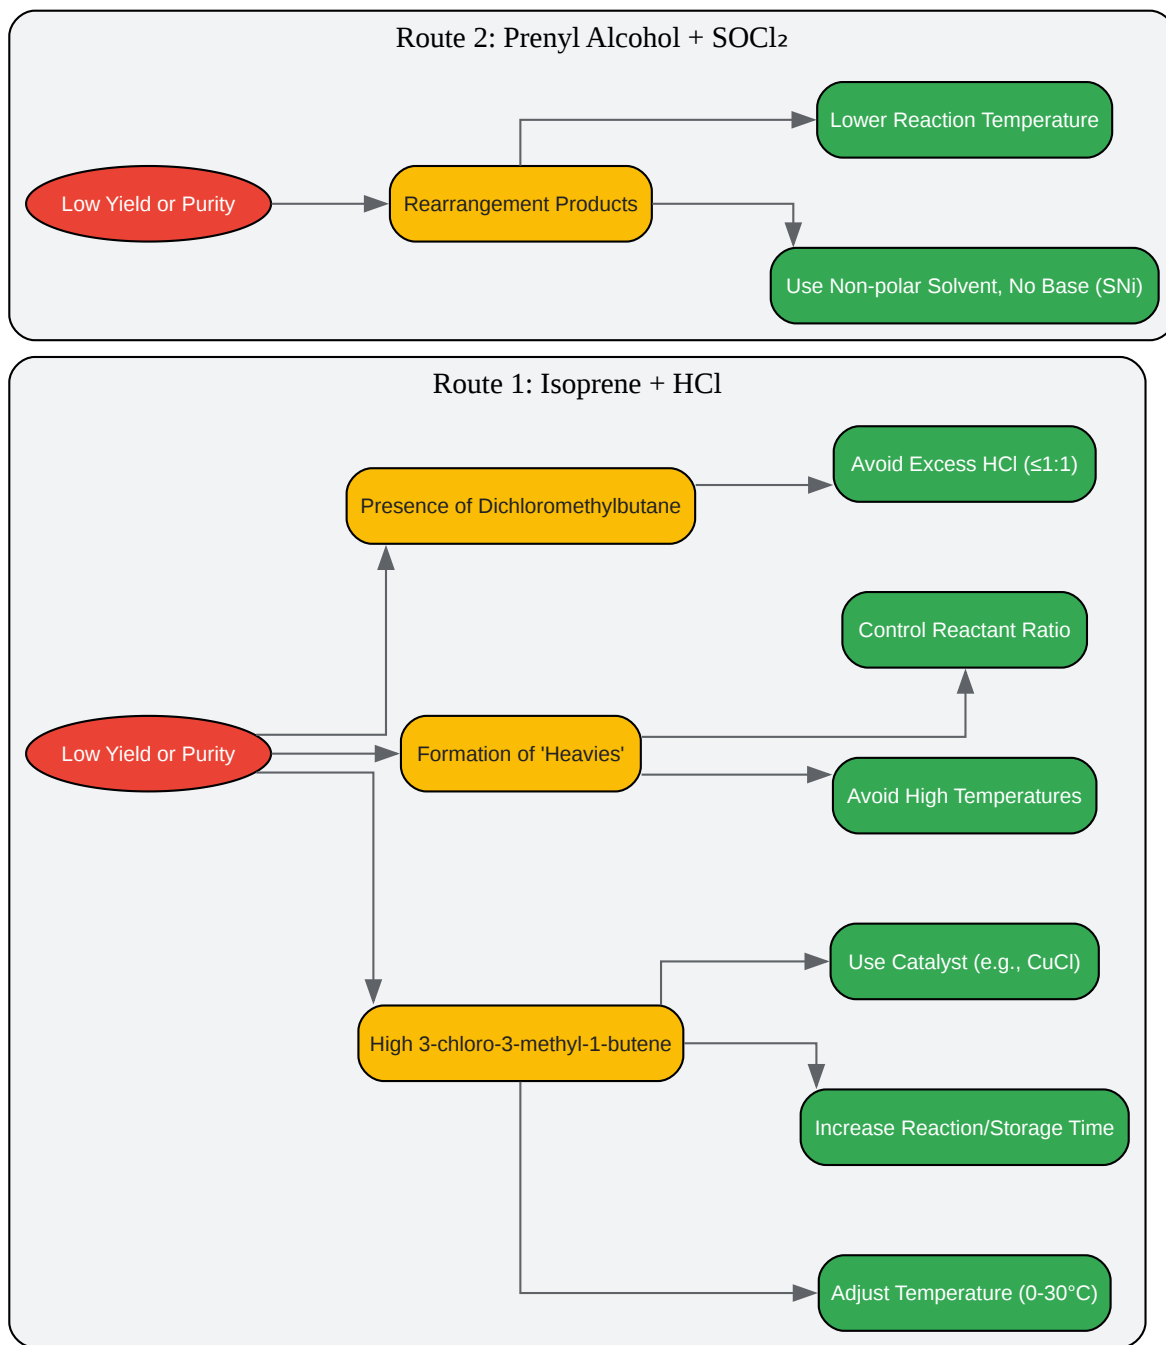 Route 2: Prenyl Alcohol + SOCl₂
Lower Reaction Temperature
Low Yield or Purity
Rearrangement Products
Use Non-polar Solvent, No Base (SNi)
Route 1: Isoprene + HCl
Avoid Excess HCl (≤1:1)
Presence of Dichloromethylbutane
Control Reactant Ratio
Low Yield or Purity
Formation of 'Heavies'
Avoid High Temperatures
Use Catalyst (e.g., CuCl)
High 3-chloro-3-methyl-1-butene
Increase Reaction/Storage Time
Adjust Temperature (0-30°C)